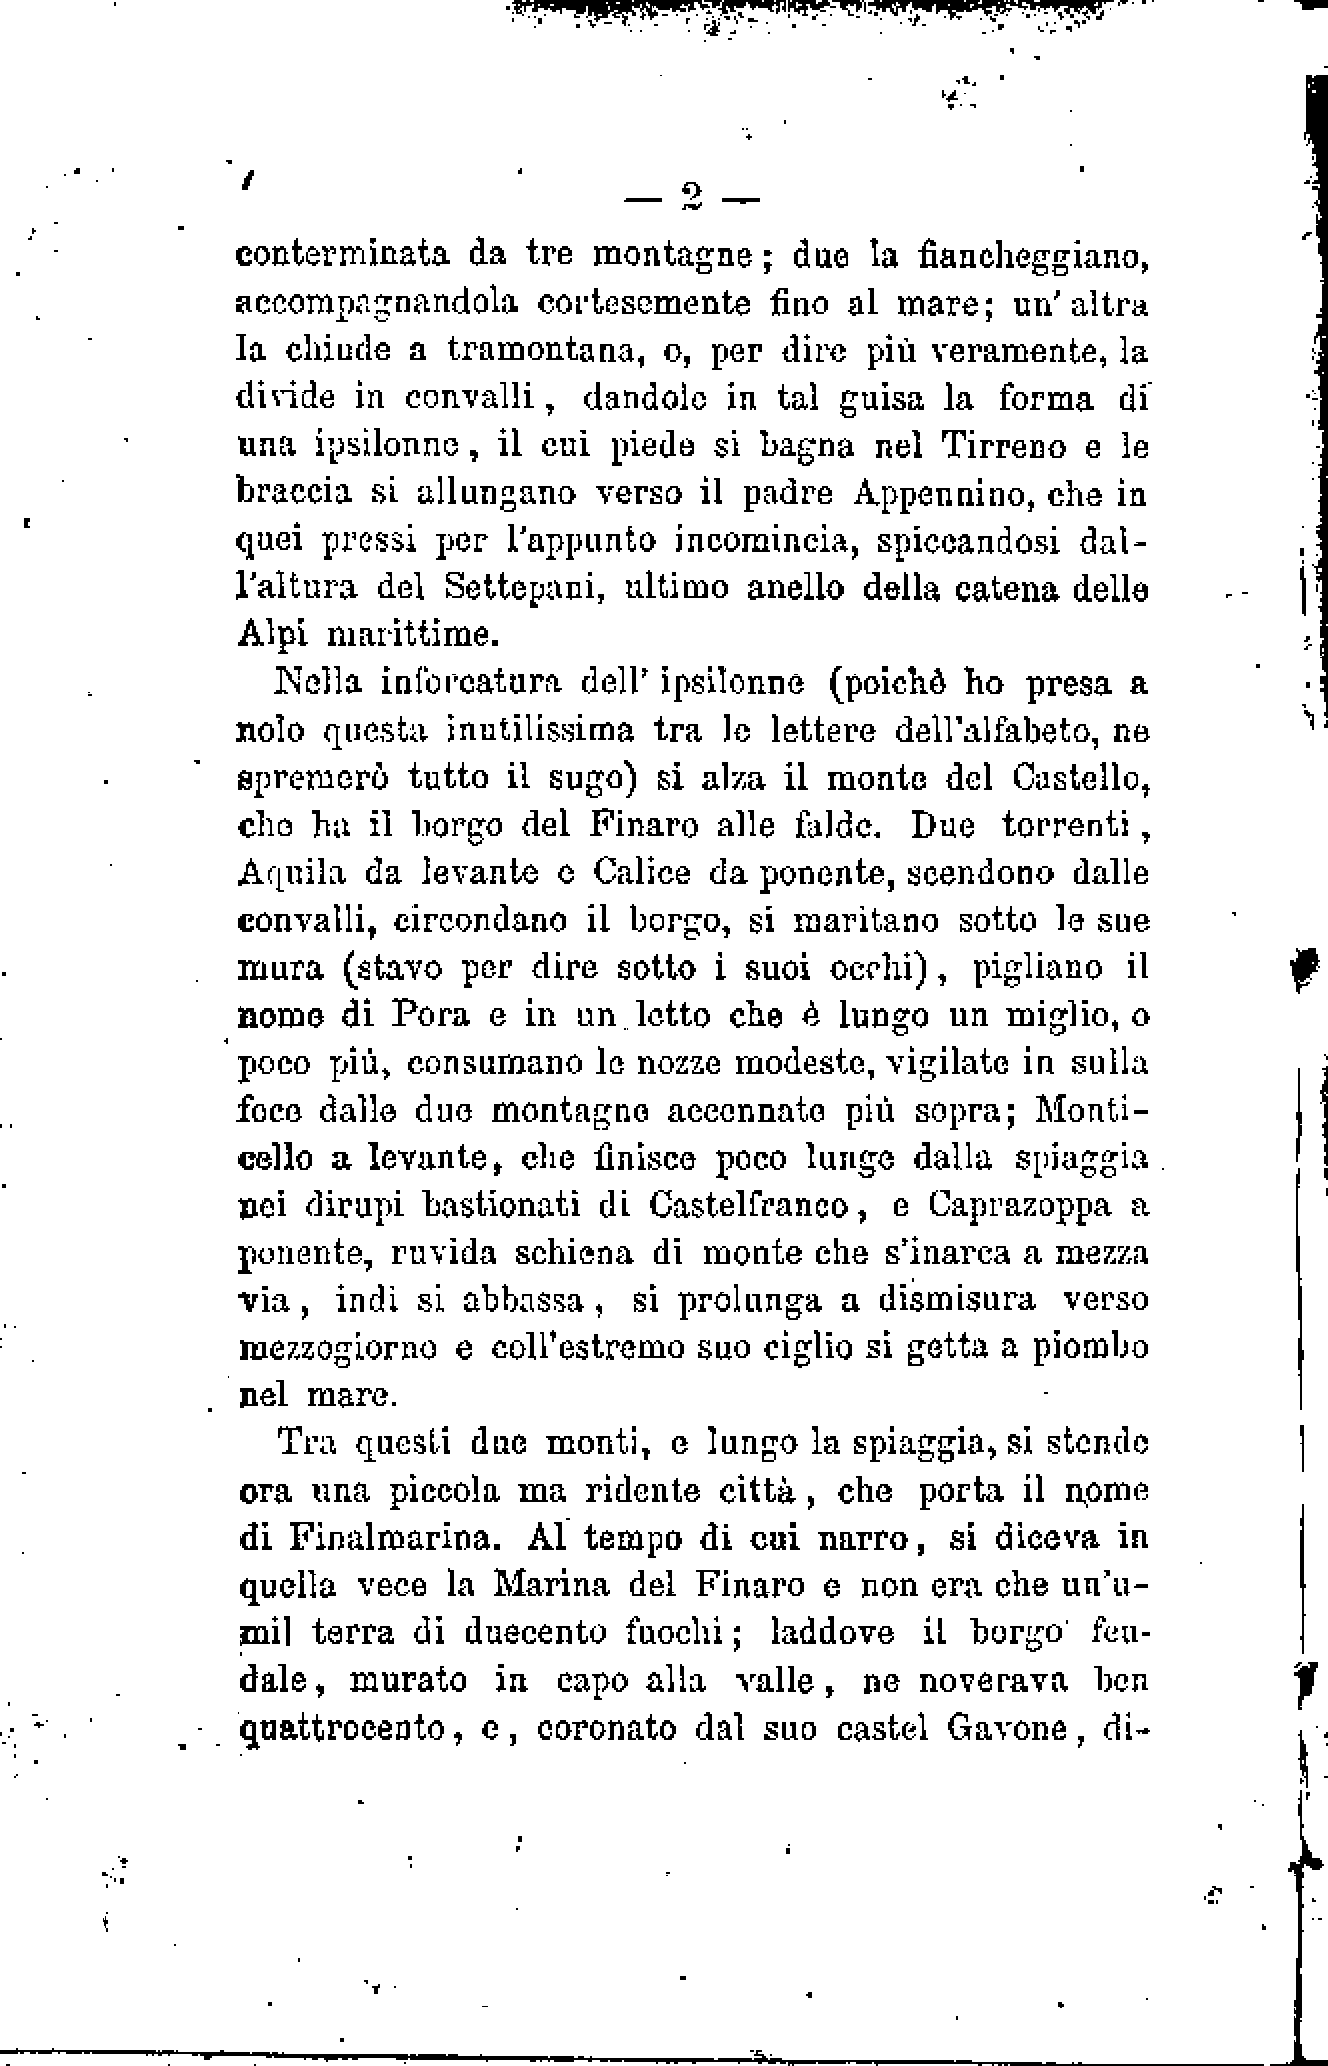 — 2 —
conterminata da tre montagne; due la fiancheggiano,
accompagnandola cortesemente fino al mare; un' altra
la chiude a tramontana, o, per dire più veramente, la
divide in convalli, dandole in tal guisa la forma di
una ipsilonne, il cui piede si bagna nel Tirreno e le
braccia si allungano verso il padre Appennino, che in
quei pressi per l'appunto incomincia, spiccandosi dal-
l'altura del Settepani, ultimo anello della catena delle
Alpi marittime.
Nella inforcatura dell' ipsilonne (poichè ho presa a
nolo questa inutilissima tra le lettere dell'alfabeto, ne
spremerò tutto il sugo) si alza il monte del Castello,
che ha il borgo del Finaro alle falde. Due torrenti,
Aquila da levante e Calice da ponente, scendono dalle
convalli, circondano il borgo, si maritano sotto le sue
mura (stavo per dire sotto i suoi occhi), pigliano il
nome di Pora e in un letto che è lungo un miglio, o
poco più, consumano le nozze modeste, vigilate in sulla
foce dalle due montagne accennate più sopra; Monti-
cello a levante, che finisce poco lunge dalla spiaggia
nei dirupi bastionati di Castelfranco, e Caprazoppa a
ponente, ruvida schiena di monte che s'inarca a mezza
via, indi si abbassa, si prolunga a dismisura verso
mezzogiorno e coll'estremo suo ciglio si getta a piombo
nel mare.
Tra questi due monti, e lungo la spiaggia, si stende
ora una piccola ma ridente città, che porta il nome
di Finalmarina. Al tempo di cui narro, si diceva in
quella vece la Marina del Finaro e non era che un'u-
mil terra di duecento fuochi; laddove il borgo feu-
dale, murato in capo alla valle, ne noverava ben
quattrocento, e, coronato dal suo castel Gavone, di-